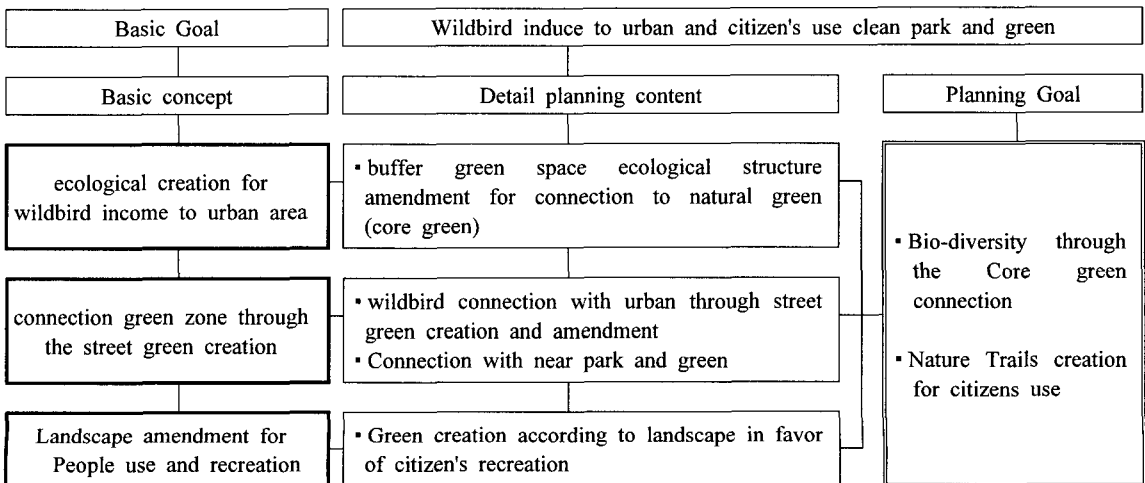 Basic Goal
Wildbird induce to urban and citizen's use clean park and green
Basic concept
Detail planning content
Planning Goal
ecological creation for
wildbird income to urban area
▪ buffer green space ecological structure
amendment for connection to natural green
(core green)
connection green zone through
the street green creation
▪ wildbird connection with urban through street
green creation and amendment
▪ Connection with near park and green
Landscape amendment for
People use and recreation
▪ Green creation according to landscape in favor
of citizen's recreation
▪ Bio-diversity through
the Core green
connection
▪ Nature Trails creation
for citizens use